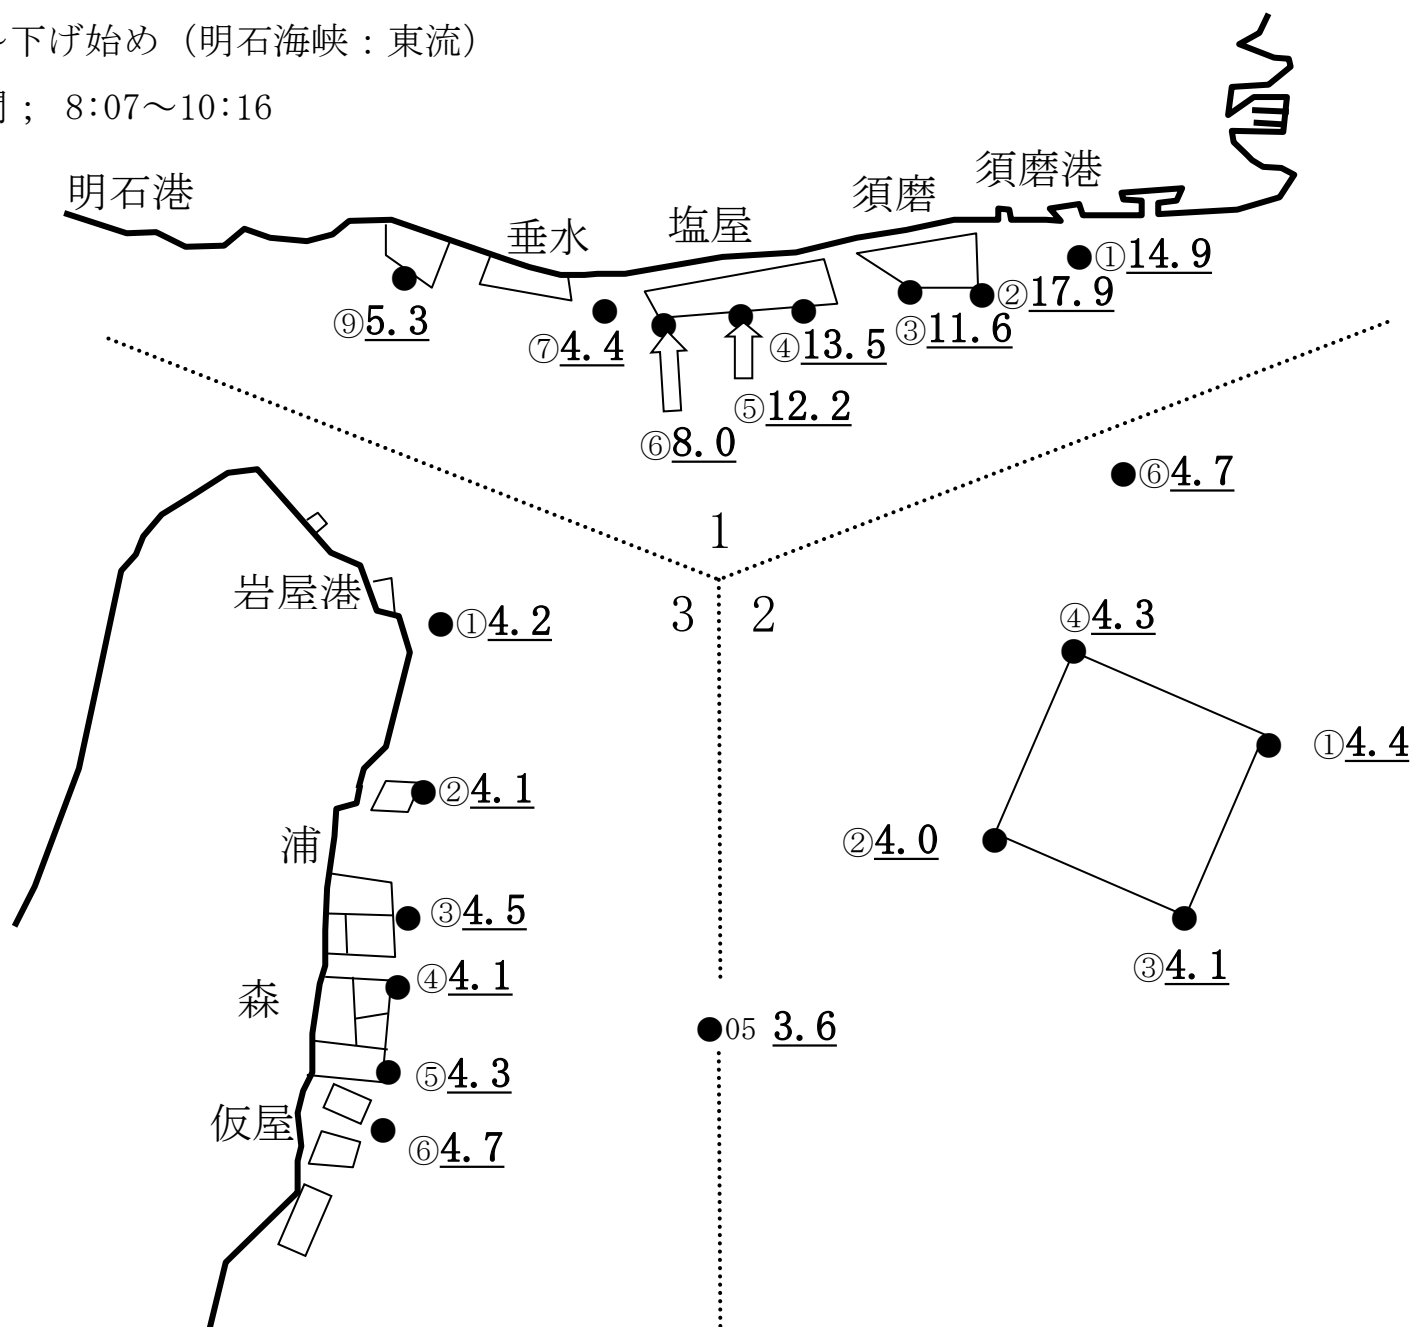 下げ始め（明石海峡：東流）
； 8:07～10:16
明石港
垂水
塩屋
須磨
須磨港
①14.9
②17.9
③11.6
④13.5
⑤12.2
⑥8.0
⑦4.4
⑨5.3
1
⑥4.7
3
2
岩屋港
①4.2
④4.3
①4.4
②4.1
②4.0
浦
③4.5
③4.1
④4.1
森
05 3.6
⑤4.3
仮屋
⑥4.7